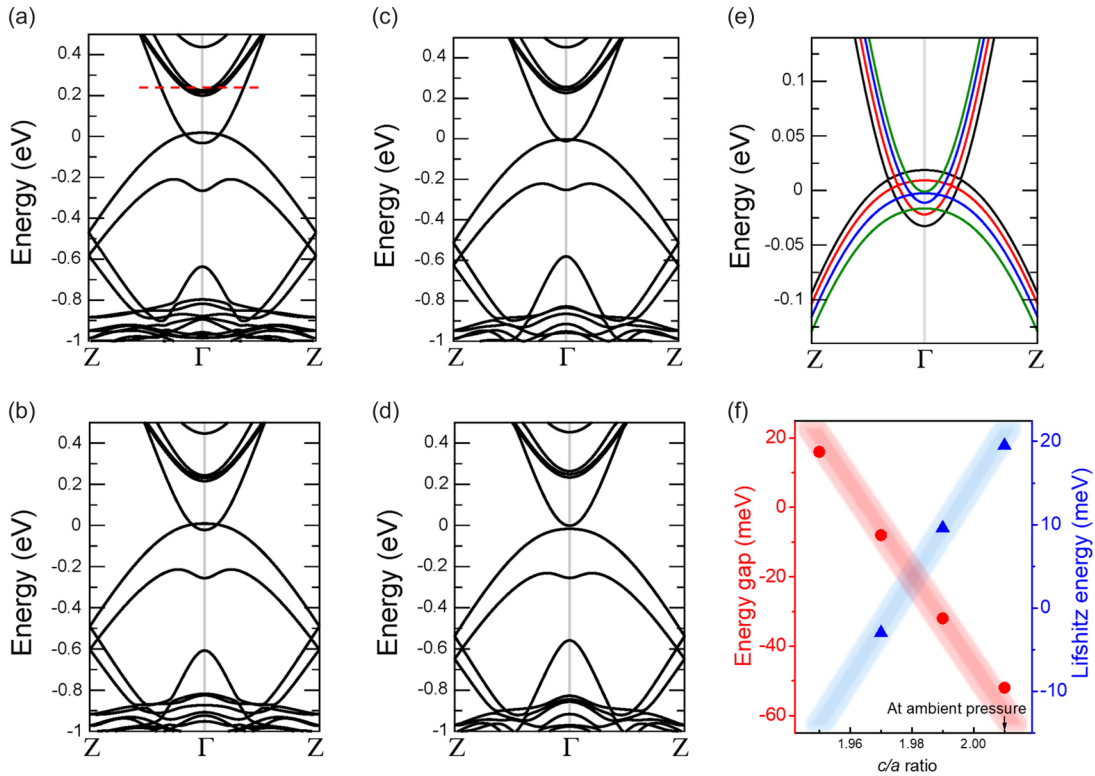 (a)
0.4
0.2
0
-0.2
-0.4
-0.6
-0.8
-1
Energy (eV)
Z Γ Z
(c)
0.4
0.2
0
-0.2
-0.4
-0.6
-0.8
-1
Energy (eV)
Z Γ Z
(e)
0.1
0.05
0
-0.05
-0.1
Energy (eV)
Z Γ Z
(b)
0.4
0.2
0
-0.2
-0.4
-0.6
-0.8
-1
Energy (eV)
Z Γ Z
(d)
0.4
0.2
0
-0.2
-0.4
-0.6
-0.8
-1
Energy (eV)
Z Γ Z
(f)
20
0
-20
-40
-60
Energy gap (meV)
20
10
0
-10
Lifshitz energy (meV)
At ambient pressure
1.96 1.98 2.00
c/a ratio